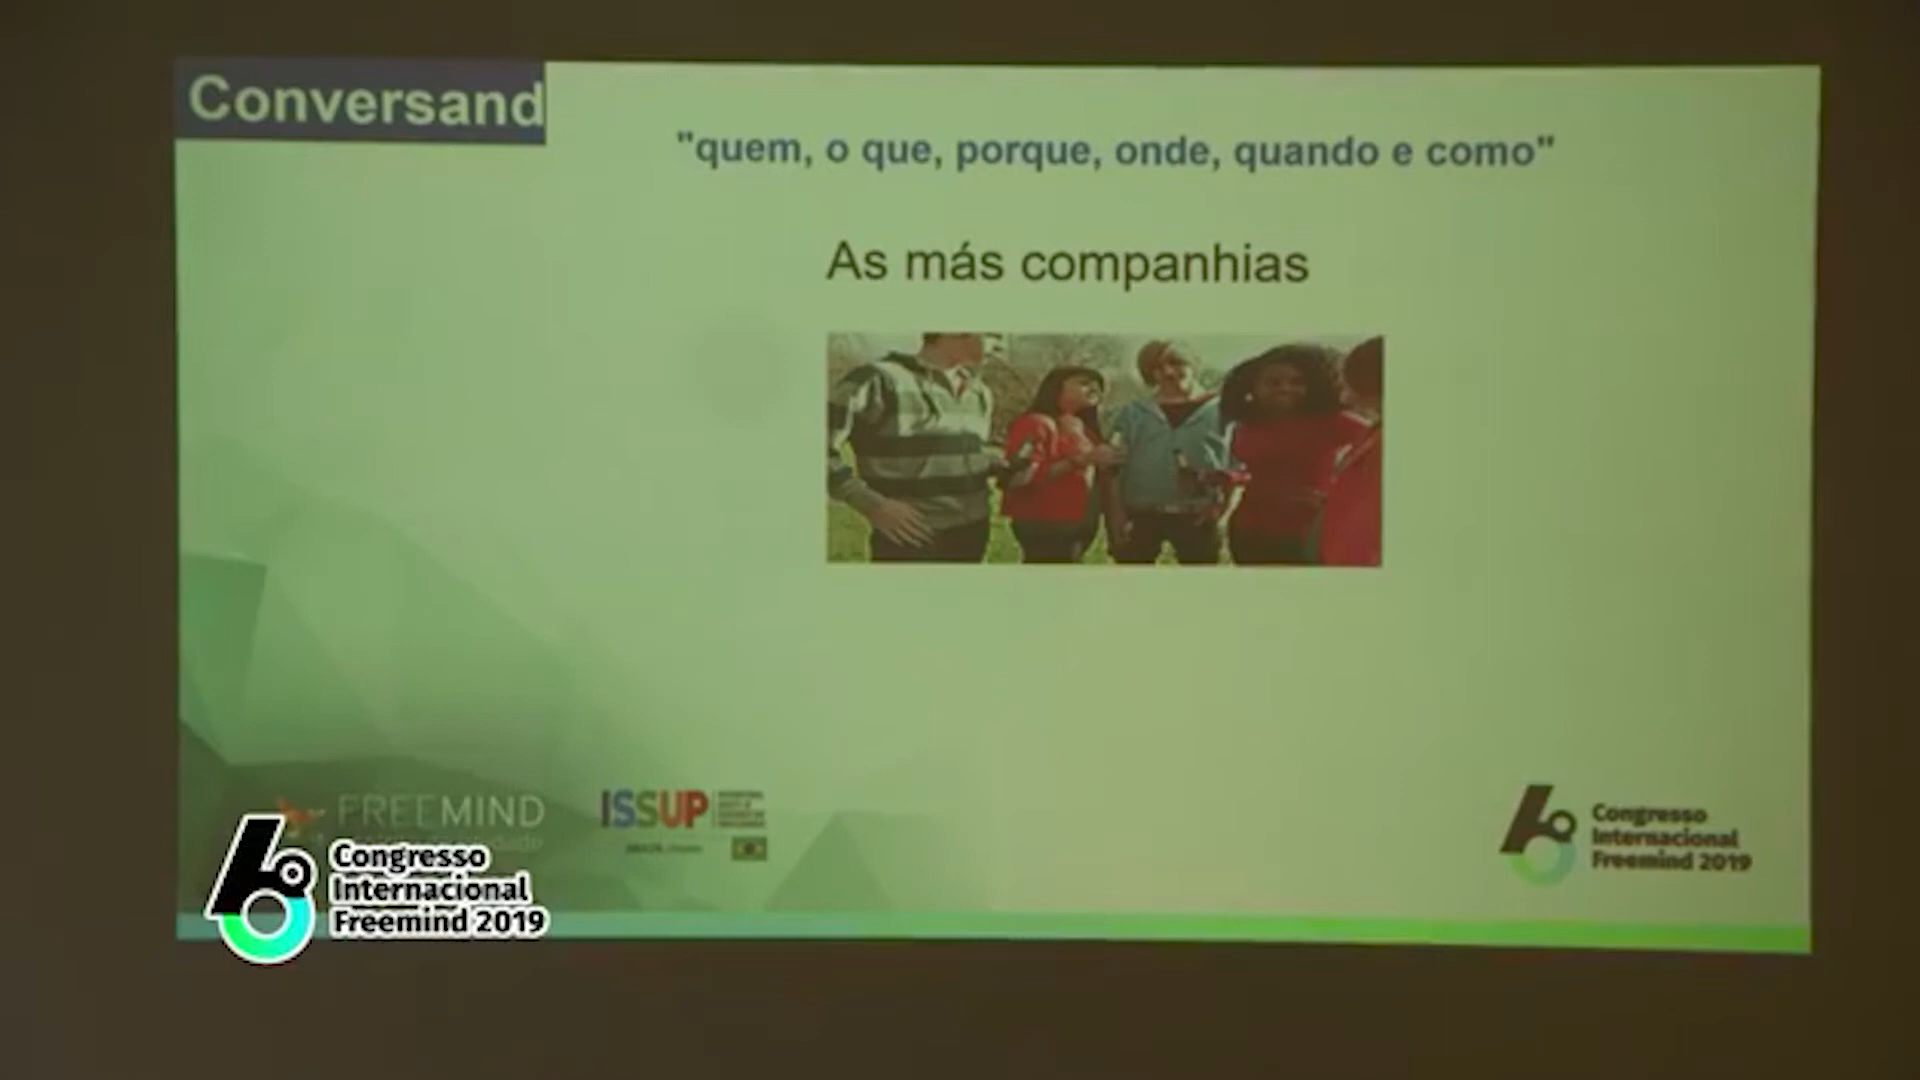 Conversand
"quem, o que, porque, onde, quando e como"
As más companhias
FREEMIND
ISSUP
Congresso
Internacional
Freemind 2019
Congresso
Internacional
Freemind 2019